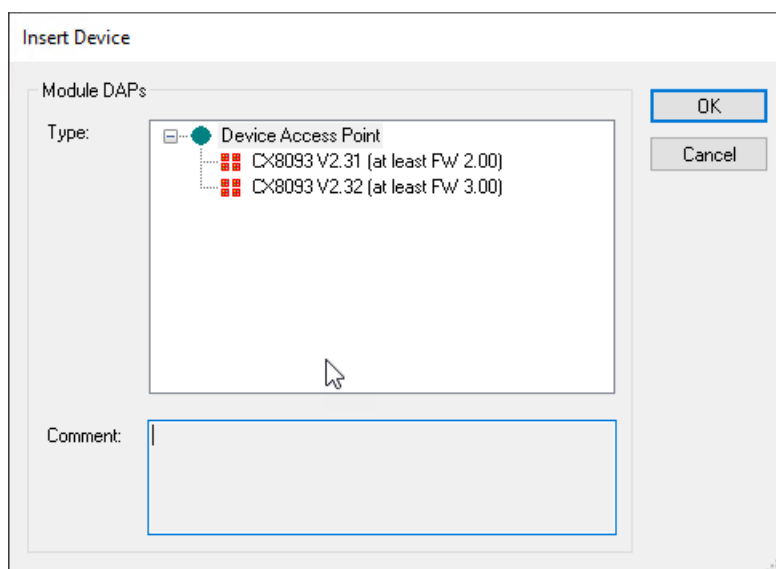 Insert Device
Module DAPs
Type:
Device Access Point
CX8093 V2.31 (at least FW 2.00)
CX8093 V2.32 (at least FW 3.00)
OK
Cancel
Comment: